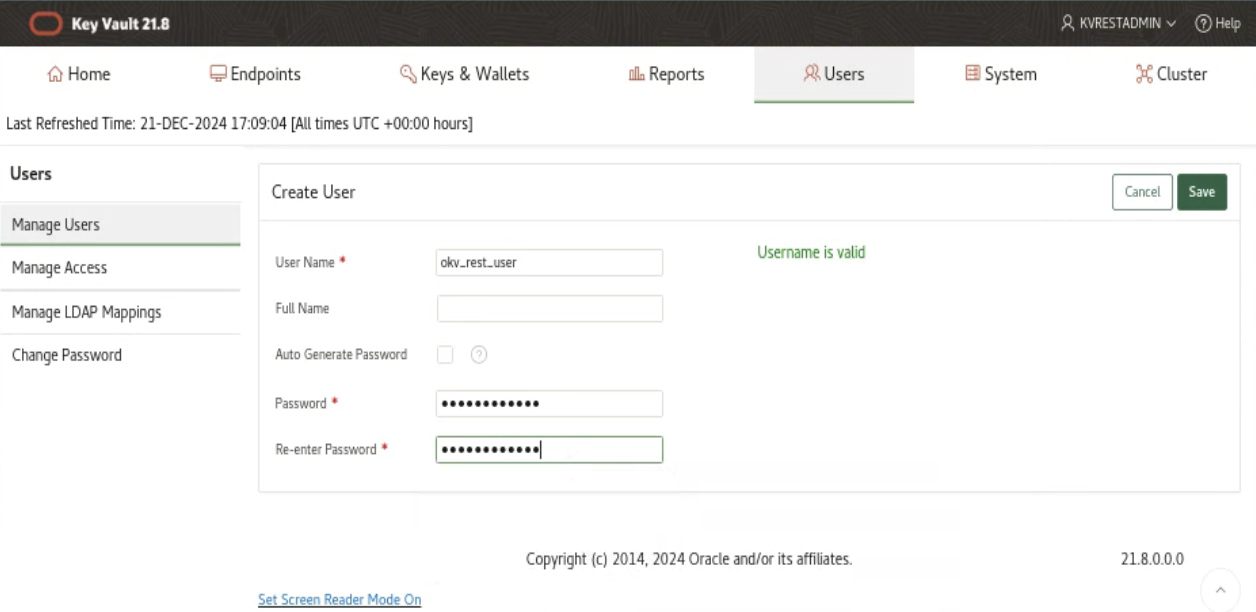 Key Vault 21.8
KVRESTADMIN
Help
Home
Endpoints
Keys & Wallets
Reports
Users
System
Cluster
Last Refreshed Time: 21-DEC-2024 17:09:04 [All times UTC +00:00 hours]
Users
Manage Users
Manage Access
Manage LDAP Mappings
Change Password
Create User
Cancel
Save
User Name *
okv_rest_user
Username is valid
Full Name
Auto Generate Password
?
Password *
••••••••••••
Re-enter Password *
••••••••••••
Copyright (c) 2014, 2024 Oracle and/or its affiliates.
21.8.0.0.0
Set Screen Reader Mode On